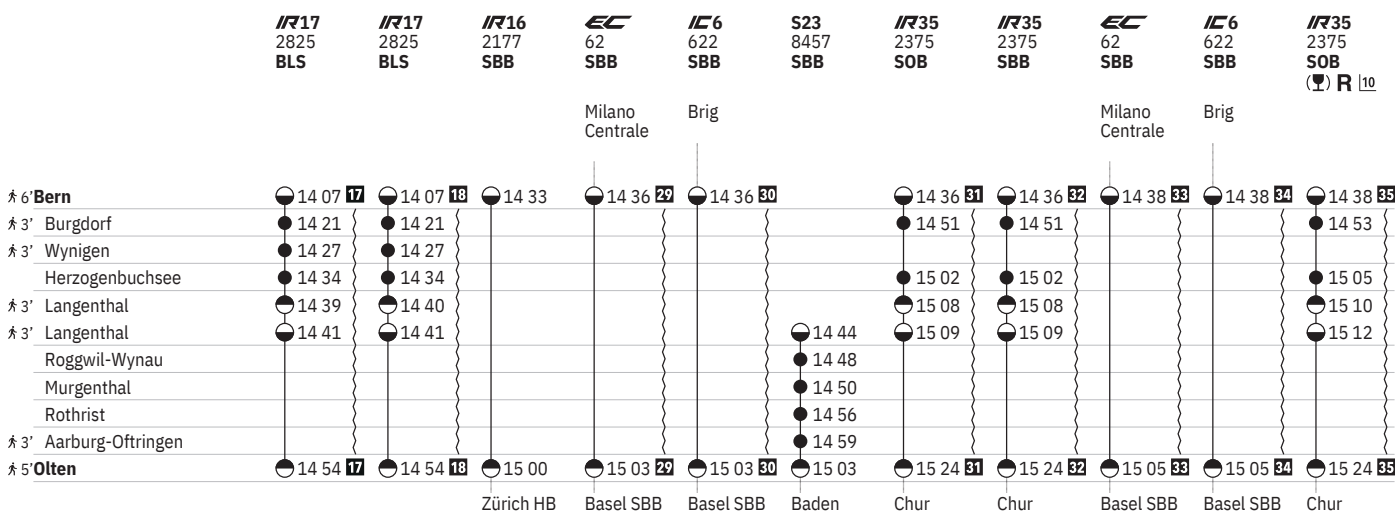 IR17 IR17 IR16 EC IC6 S23 IR35 IR35 EC IC6 IR35
2825 2825 2177 62 622 8457 2375 2375 62 622 2375
BLS BLS SBB SBB SBB SBB SOB SBB SBB SBB SOB
R 10
Milano Brig Milano Brig
Centrale Centrale
6' Bern 14 07 17 14 07 18 14 33 14 36 29 14 36 30 14 36 31 14 36 32 14 38 33 14 38 34 14 38 35
3' Burgdorf 14 21 14 21 14 51 14 51 14 53
3' Wynigen 14 27 14 27
Herzogenbuchsee 14 34 14 34 15 02 15 02 15 05
3' Langenthal 14 39 14 40 15 08 15 08 15 10
3' Langenthal 14 41 14 41 14 44 15 09 15 09 15 12
Roggwil-Wynau 14 48
Murgenthal 14 50
Rothrist 14 56
3' Aarburg-Oftringen 14 59
5' Olten 14 54 17 14 54 18 15 00 15 03 29 15 03 30 15 03 15 24 31 15 24 32 15 05 33 15 05 34 15 24 35
Zürich HB Basel SBB Basel SBB Baden Chur Chur Basel SBB Basel SBB Chur